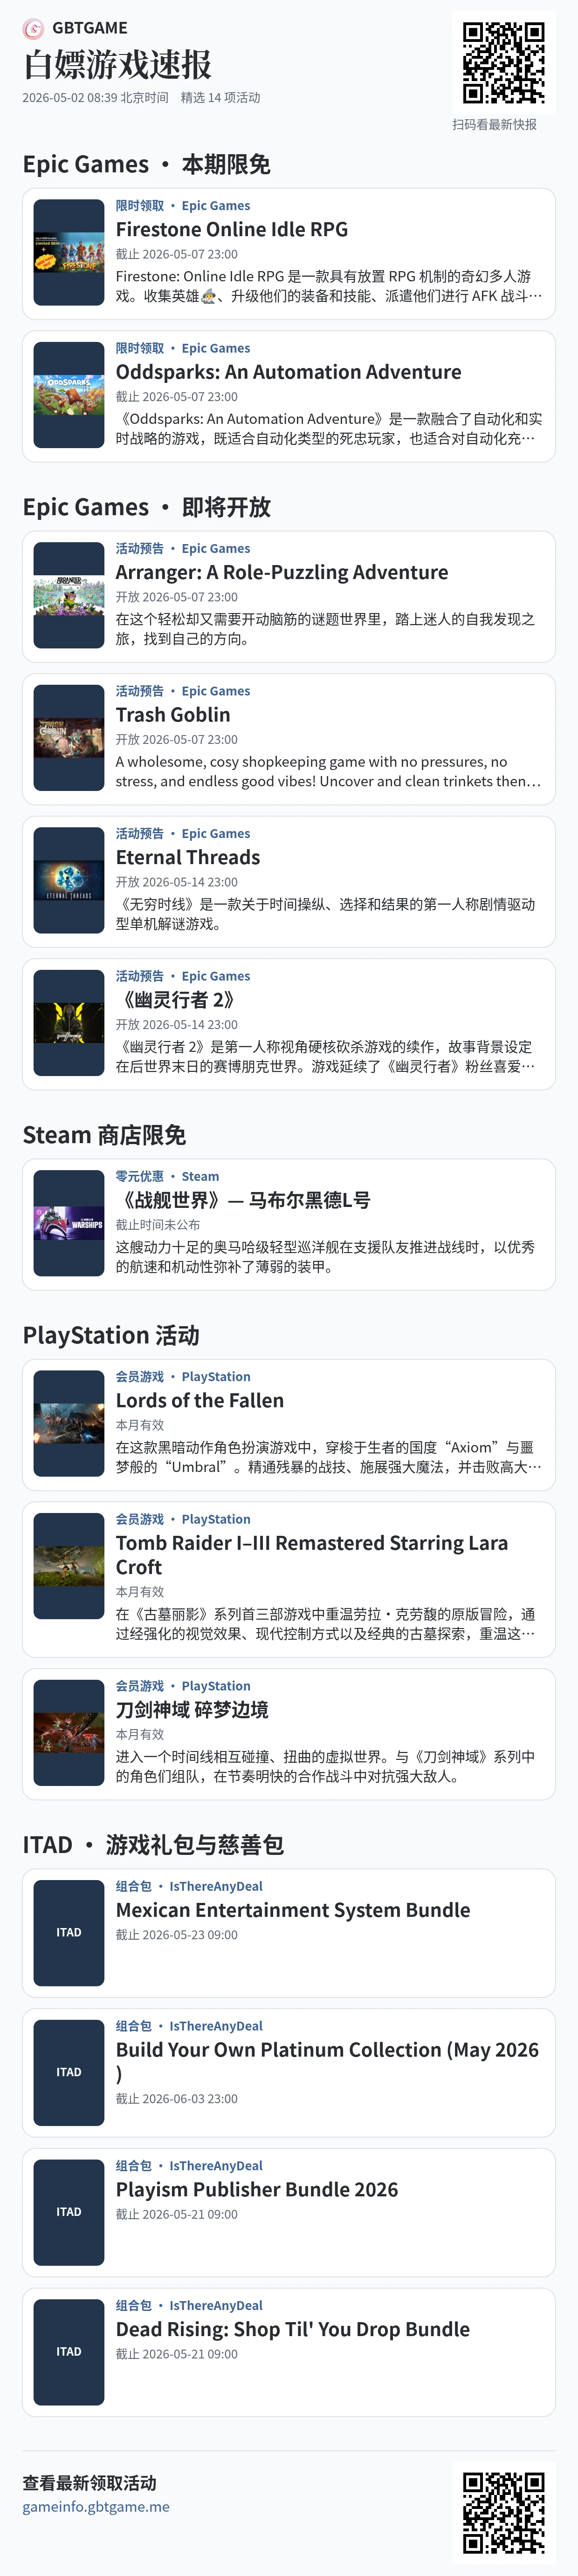 GBTGAME
白嫖游戏速报
2026-05-02 08:39 北京时间 精选 14 项活动
扫码看最新快报
Epic Games · 本期限免
限时领取 · Epic Games
Firestone Online Idle RPG
截止 2026-05-07 23:00
Firestone: Online Idle RPG 是一款具有放置 RPG 机制的奇幻多人游
戏。收集英雄🧙、升级他们的装备和技能、派遣他们进行 AFK 战斗…
限时领取 · Epic Games
ODDSPARKS
Oddsparks: An Automation Adventure
截止 2026-05-07 23:00
《Oddsparks: An Automation Adventure》是一款融合了自动化和实
时战略的游戏，既适合自动化类型的死忠玩家，也适合对自动化充…
Epic Games · 即将开放
活动预告 · Epic Games
Arranger: A Role-Puzzling Adventure
开放 2026-05-07 23:00
在这个轻松却又需要开动脑筋的谜题世界里，踏上迷人的自我发现之
旅，找到自己的方向。
活动预告 · Epic Games
Trash Goblin
开放 2026-05-07 23:00
A wholesome, cosy shopkeeping game with no pressures, no
stress, and endless good vibes! Uncover and clean trinkets then…
活动预告 · Epic Games
ETERNAL THREADS
Eternal Threads
开放 2026-05-14 23:00
《无穷时线》是一款关于时间操纵、选择和结果的第一人称剧情驱动
型单机解谜游戏。
活动预告 · Epic Games
《幽灵行者 2》
开放 2026-05-14 23:00
《幽灵行者 2》是第一人称视角硬核砍杀游戏的续作，故事背景设定
在后世界末日的赛博朋克世界。游戏延续了《幽灵行者》粉丝喜爱…
Steam 商店限免
零元优惠 · Steam
WARSHIPS
《战舰世界》— 马布尔黑德L号
截止时间未公布
这艘动力十足的奥马哈级轻型巡洋舰在支援队友推进战线时，以优秀
的航速和机动性弥补了薄弱的装甲。
PlayStation 活动
会员游戏 · PlayStation
Lords of the Fallen
本月有效
在这款黑暗动作角色扮演游戏中，穿梭于生者的国度“Axiom”与噩
梦般的“Umbral”。精通残暴的战技、施展强大魔法，并击败高大…
会员游戏 · PlayStation
Tomb Raider I–III Remastered Starring Lara
Croft
本月有效
在《古墓丽影》系列首三部游戏中重温劳拉·克劳馥的原版冒险，通
过经强化的视觉效果、现代控制方式以及经典的古墓探索，重温这…
会员游戏 · PlayStation
刀剑神域 碎梦边境
本月有效
进入一个时间线相互碰撞、扭曲的虚拟世界。与《刀剑神域》系列中
的角色们组队，在节奏明快的合作战斗中对抗强大敌人。
ITAD · 游戏礼包与慈善包
组合包 · IsThereAnyDeal
ITAD
Mexican Entertainment System Bundle
截止 2026-05-23 09:00
组合包 · IsThereAnyDeal
ITAD
Build Your Own Platinum Collection (May 2026
)
截止 2026-06-03 23:00
组合包 · IsThereAnyDeal
ITAD
Playism Publisher Bundle 2026
截止 2026-05-21 09:00
组合包 · IsThereAnyDeal
ITAD
Dead Rising: Shop Til' You Drop Bundle
截止 2026-05-21 09:00
查看最新领取活动
gameinfo.gbtgame.me